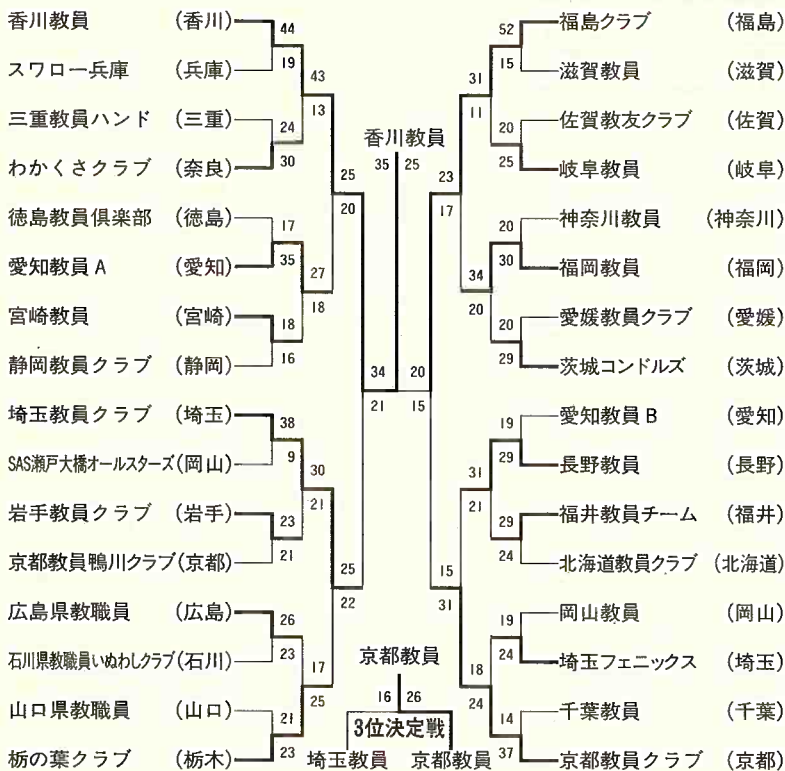 香川教員 (香川)
44
スワロー兵庫 (兵庫)
19
43
三重教員ハンド (三重)
24
13
わかくさクラブ (奈良)
30
25
徳島教員倶楽部 (徳島)
17
20
愛知教員A (愛知)
35
27
宮崎教員 (宮崎)
18
18
静岡教員クラブ (静岡)
16
34
埼玉教員クラブ (埼玉)
38
21
SAS瀬戸大橋オールスターズ(岡山)
9
30
岩手教員クラブ (岩手)
23
21
京都教員鴨川クラブ(京都)
21
25
広島県教職員 (広島)
26
22
石川県教職員いぬわしクラブ(石川)
23
17
山口県教職員 (山口)
21
25
栃の葉クラブ (栃木)
23
香川教員
35 25
京都教員
16 26
3位決定戦
埼玉教員 京都教員
52
福島クラブ (福島)
15
滋賀教員 (滋賀)
31
11
20
佐賀教友クラブ (佐賀)
25
岐阜教員 (岐阜)
23
17
20
神奈川教員 (神奈川)
30
福岡教員 (福岡)
34
20
20
愛媛教員クラブ (愛媛)
29
茨城コンドルズ (茨城)
20
15
19
愛知教員B (愛知)
29
長野教員 (長野)
31
21
29
福井教員チーム (福井)
24
北海道教員クラブ (北海道)
15
31
19
岡山教員 (岡山)
24
埼玉フェニックス (埼玉)
18
24
14
千葉教員 (千葉)
37
京都教員クラブ (京都)